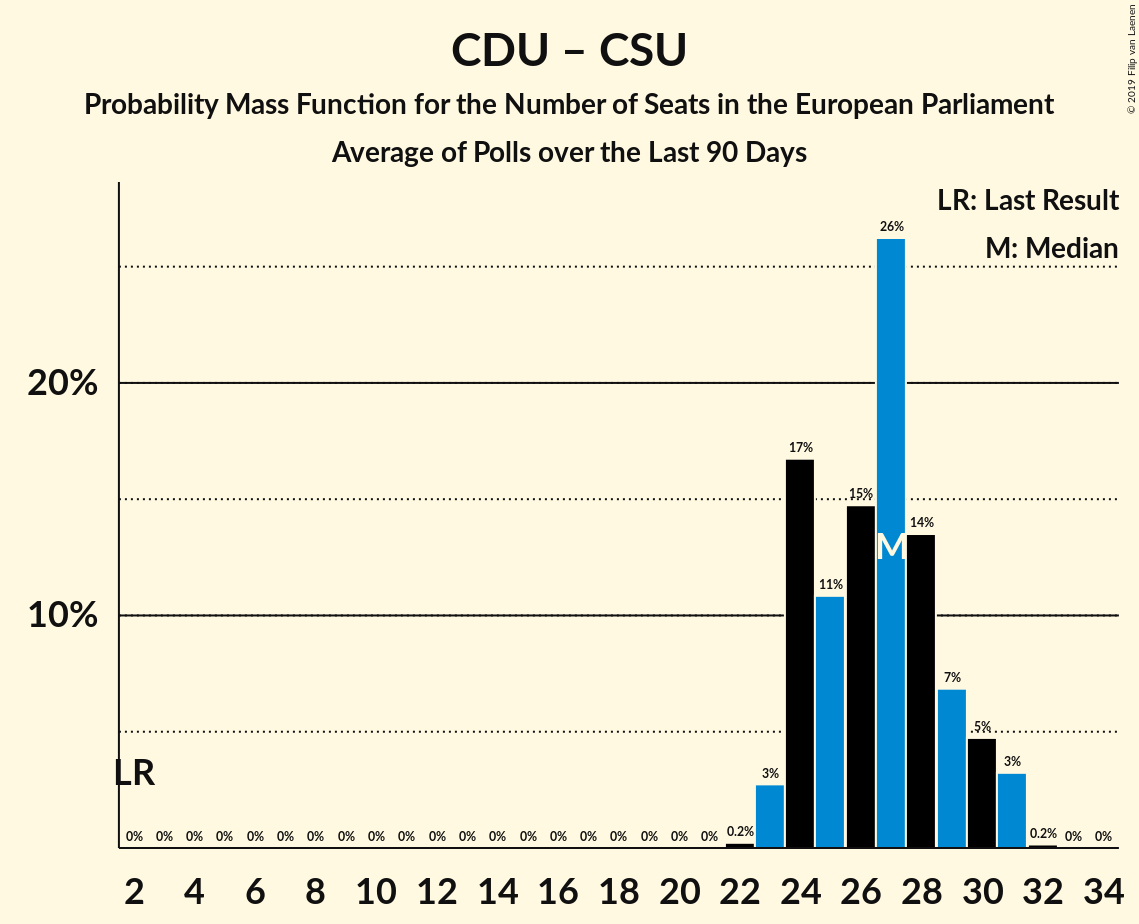 CDU – CSU
Probability Mass Function for the Number of Seats in the European Parliament
Average of Polls over the Last 90 Days
© 2019 Filip van Laenen
LR: Last Result
M: Median
26%
20%
17%
15%
14%
M
11%
10%
7%
5%
3%
3%
LR
0% 0% 0% 0% 0% 0% 0% 0% 0% 0% 0% 0% 0% 0% 0% 0% 0% 0% 0% 0% 0.2% 0.2% 0% 0%
2 4 6 8 10 12 14 16 18 20 22 24 26 28 30 32 34